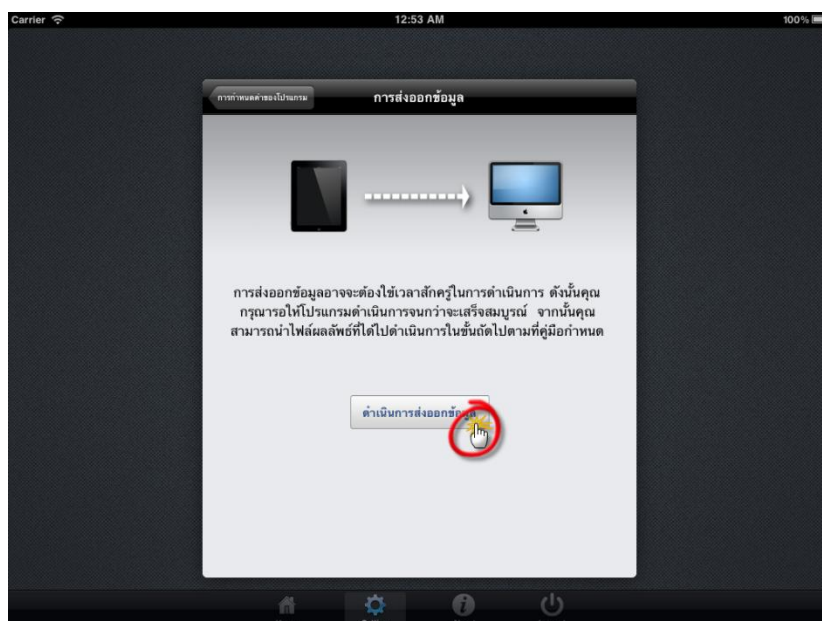 Carrier 12:53 AM 100%
การกำหนดค่าของโปรแกรม การส่งออกข้อมูล
การส่งออกข้อมูลอาจจะต้องใช้เวลาสักครู่ในการดำเนินการ ดังนั้นคุณ
กรุณารอให้โปรแกรมดำเนินการจนกว่าจะเสร็จสมบูรณ์ จากนั้นคุณ
สามารถนำไฟล์ผลลัพธ์ที่ได้ไปดำเนินการในขั้นถัดไปตามที่คู่มือกำหนด
ดำเนินการส่งออกข้อมูล